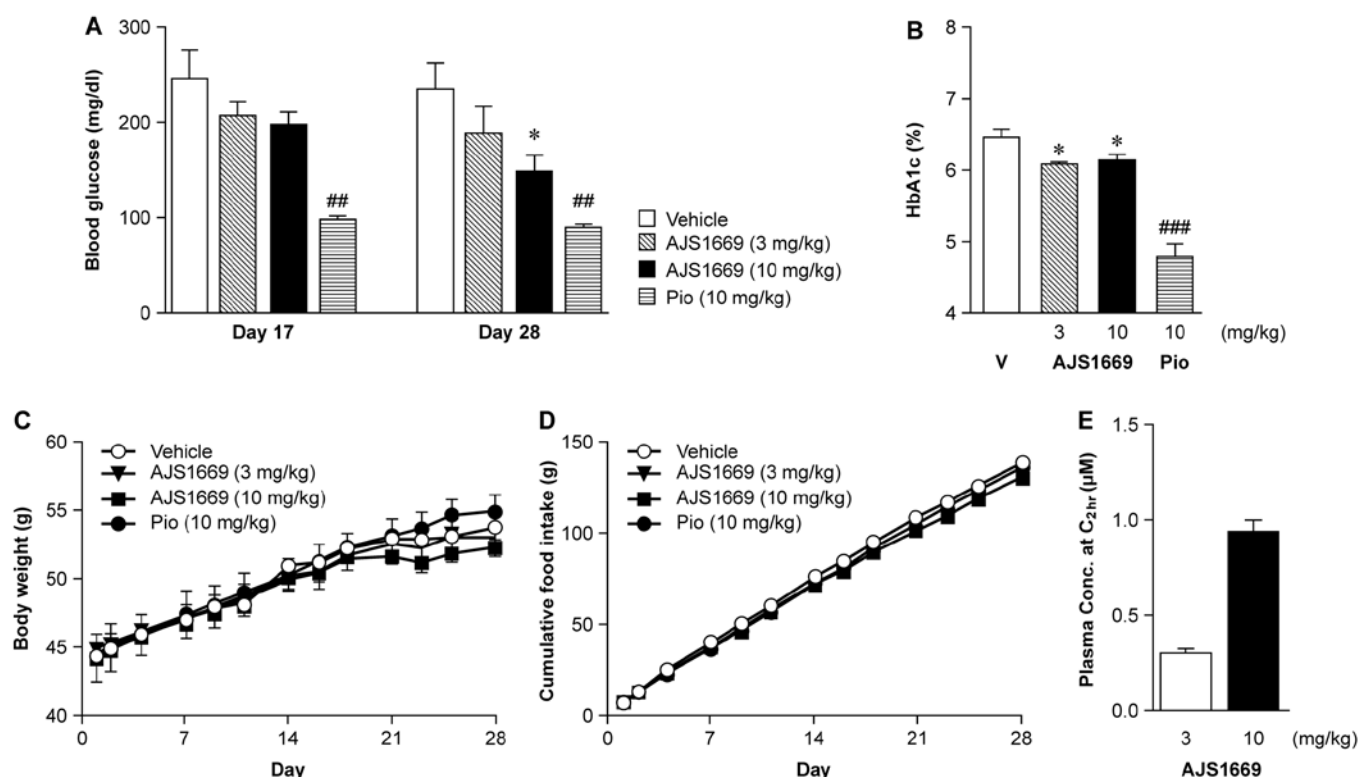 A
Blood glucose (mg/dl)
300
200
100
0
*
##
##
Day 17
Day 28
Vehicle
AJS1669 (3 mg/kg)
AJS1669 (10 mg/kg)
Pio (10 mg/kg)
B
HbA1c (%)
8
7
6
5
4
*
*
###
3 10 10 (mg/kg)
V AJS1669 Pio
C
Body weight (g)
60
55
50
45
40
Vehicle
AJS1669 (3 mg/kg)
AJS1669 (10 mg/kg)
Pio (10 mg/kg)
0 7 14 21 28
Day
D
Cumulative food intake (g)
150
100
50
0
Vehicle
AJS1669 (3 mg/kg)
AJS1669 (10 mg/kg)
Pio (10 mg/kg)
0 7 14 21 28
Day
E
Plasma Conc. at C2hr (μM)
1.5
1.0
0.5
0.0
3 10 (mg/kg)
AJS1669